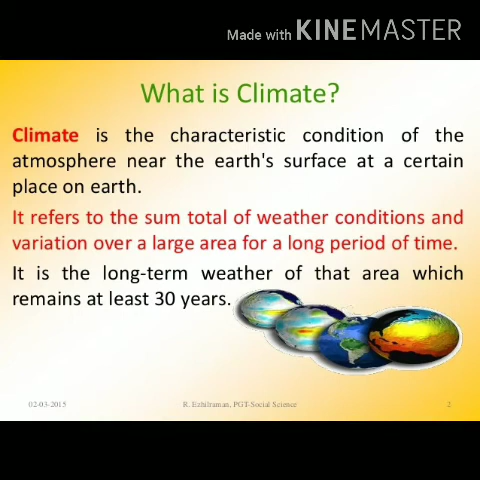 Made with KINEMASTER
What is Climate?
Climate is the characteristic condition of the
atmosphere near the earth's surface at a certain
place on earth.
It refers to the sum total of weather conditions and
variation over a large area for a long period of time.
It is the long-term weather of that area which
remains at least 30 years.
02-03-2015 R. Ezhilraman, PGT-Social Science 2